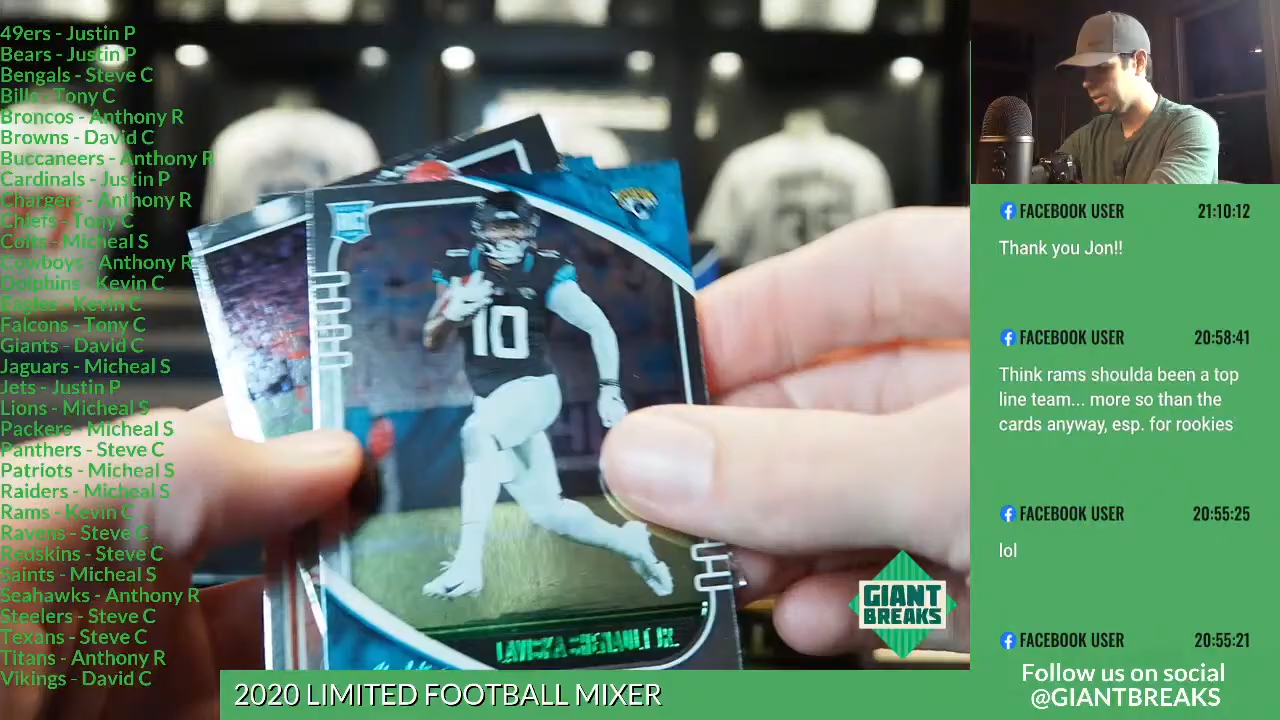 49ers - Justin P
Bears - Justin P
Bengals - Steve C
Bills- Tony C
Broncos - Anthony R
Browns - David C
Buccaneers - Anthony R
Cardinals - Justin P
Chargers - Anthony R
Chiefs - Tony C
Colts - Micheal S
Cowboys - Anthony R
Dolphins - Kevin C
Eagles - Kevin C
Falcons - Tony C
Giants - David C
Jaguars - Micheal S
Jets - Justin P
Lions - Micheal S
Packers - Micheal S
Panthers - Steve C
Patriots - Micheal S
Raiders - Micheal S
Rams - Kevin C
Ravens - Steve C
Redskins - Steve C
Saints - Micheal S
Seahawks - Anthony R
Steelers - Steve C
Texans - Steve C
Titans - Anthony R
Vikings - David C
RC
10
LAVISKA SHENAULT JR.
GIANT
BREAKS
2020 LIMITED FOOTBALL MIXER
FACEBOOK USER 21:10:12
Thank you Jon!!
FACEBOOK USER 20:58:41
Think rams shoulda been a top
line team... more so than the
cards anyway, esp. for rookies
FACEBOOK USER 20:55:25
lol
FACEBOOK USER 20:55:21
Follow us on social
@GIANTBREAKS